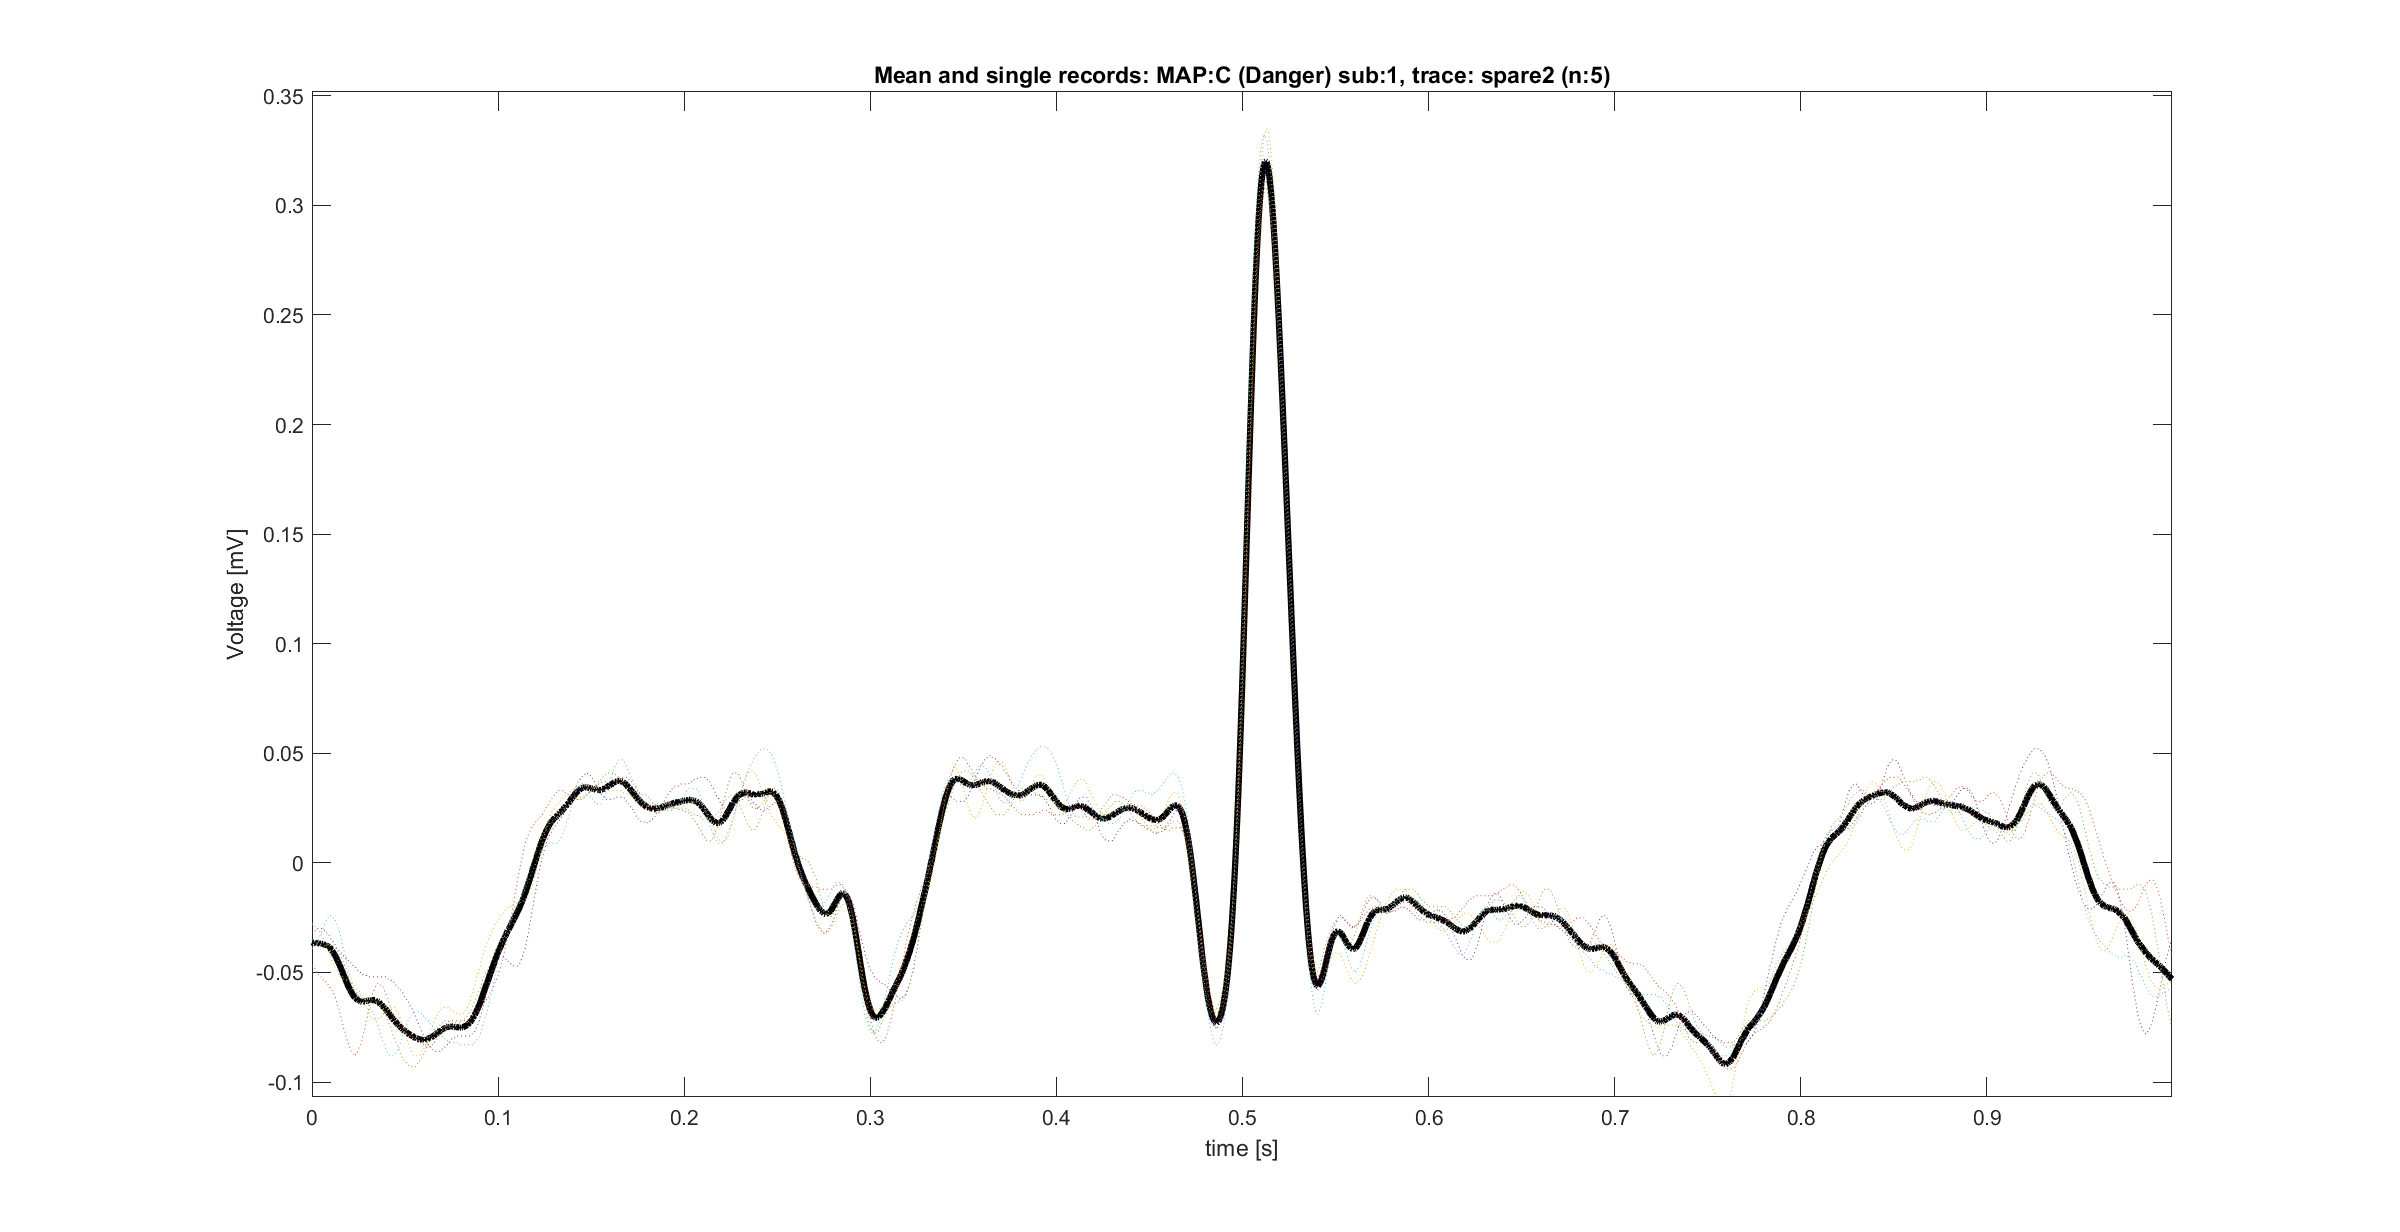 Mean and single records: MAP:C (Danger) sub:1, trace: spare2 (n:5)
0.35
0.3
0.25
0.2
0.15
0.1
0.05
0
-0.05
-0.1
Voltage [mV]
0 0.1 0.2 0.3 0.4 0.5 0.6 0.7 0.8 0.9
time [s]